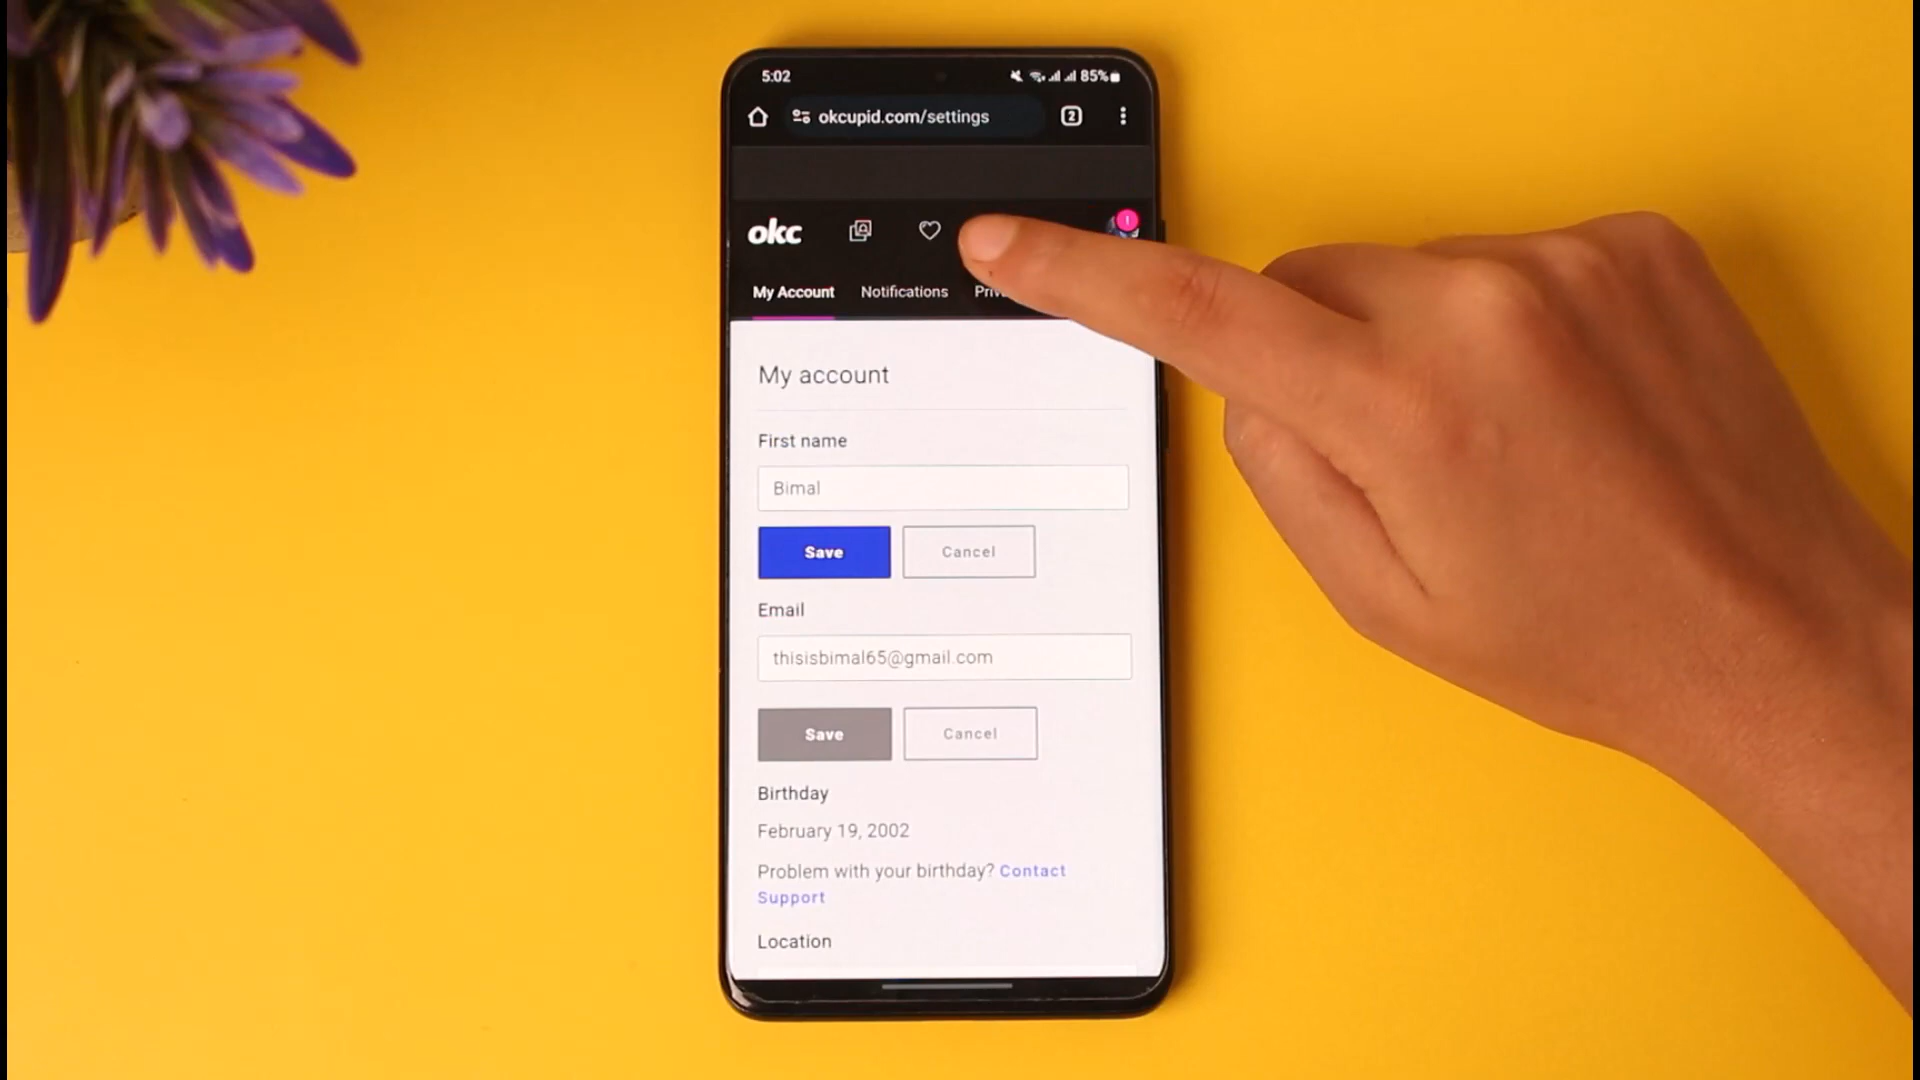 5:02 85%
okcupid.com/settings 2
okc 1
My Account Notifications
My account
First name
Bimal
Save Cancel
Email
thisisbimal65@gmail.com
Save Cancel
Birthday
February 19, 2002
Problem with your birthday? Contact
Support
Location